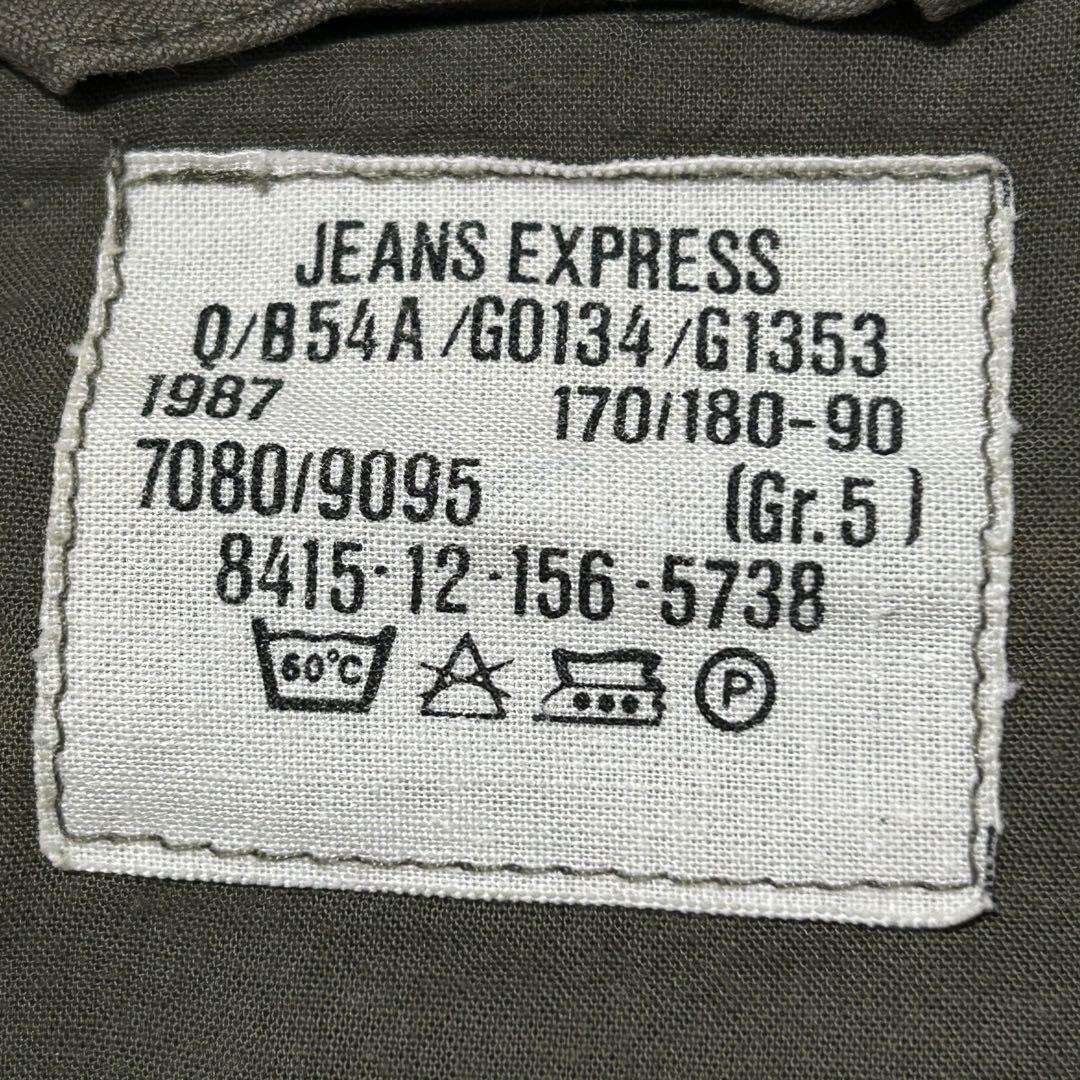 JEANS EXPRESS
Q/B54A/G0134/G1353
1987 170/180-90
7080/9095 (Gr.5)
8415-12-156-5738
60°C P